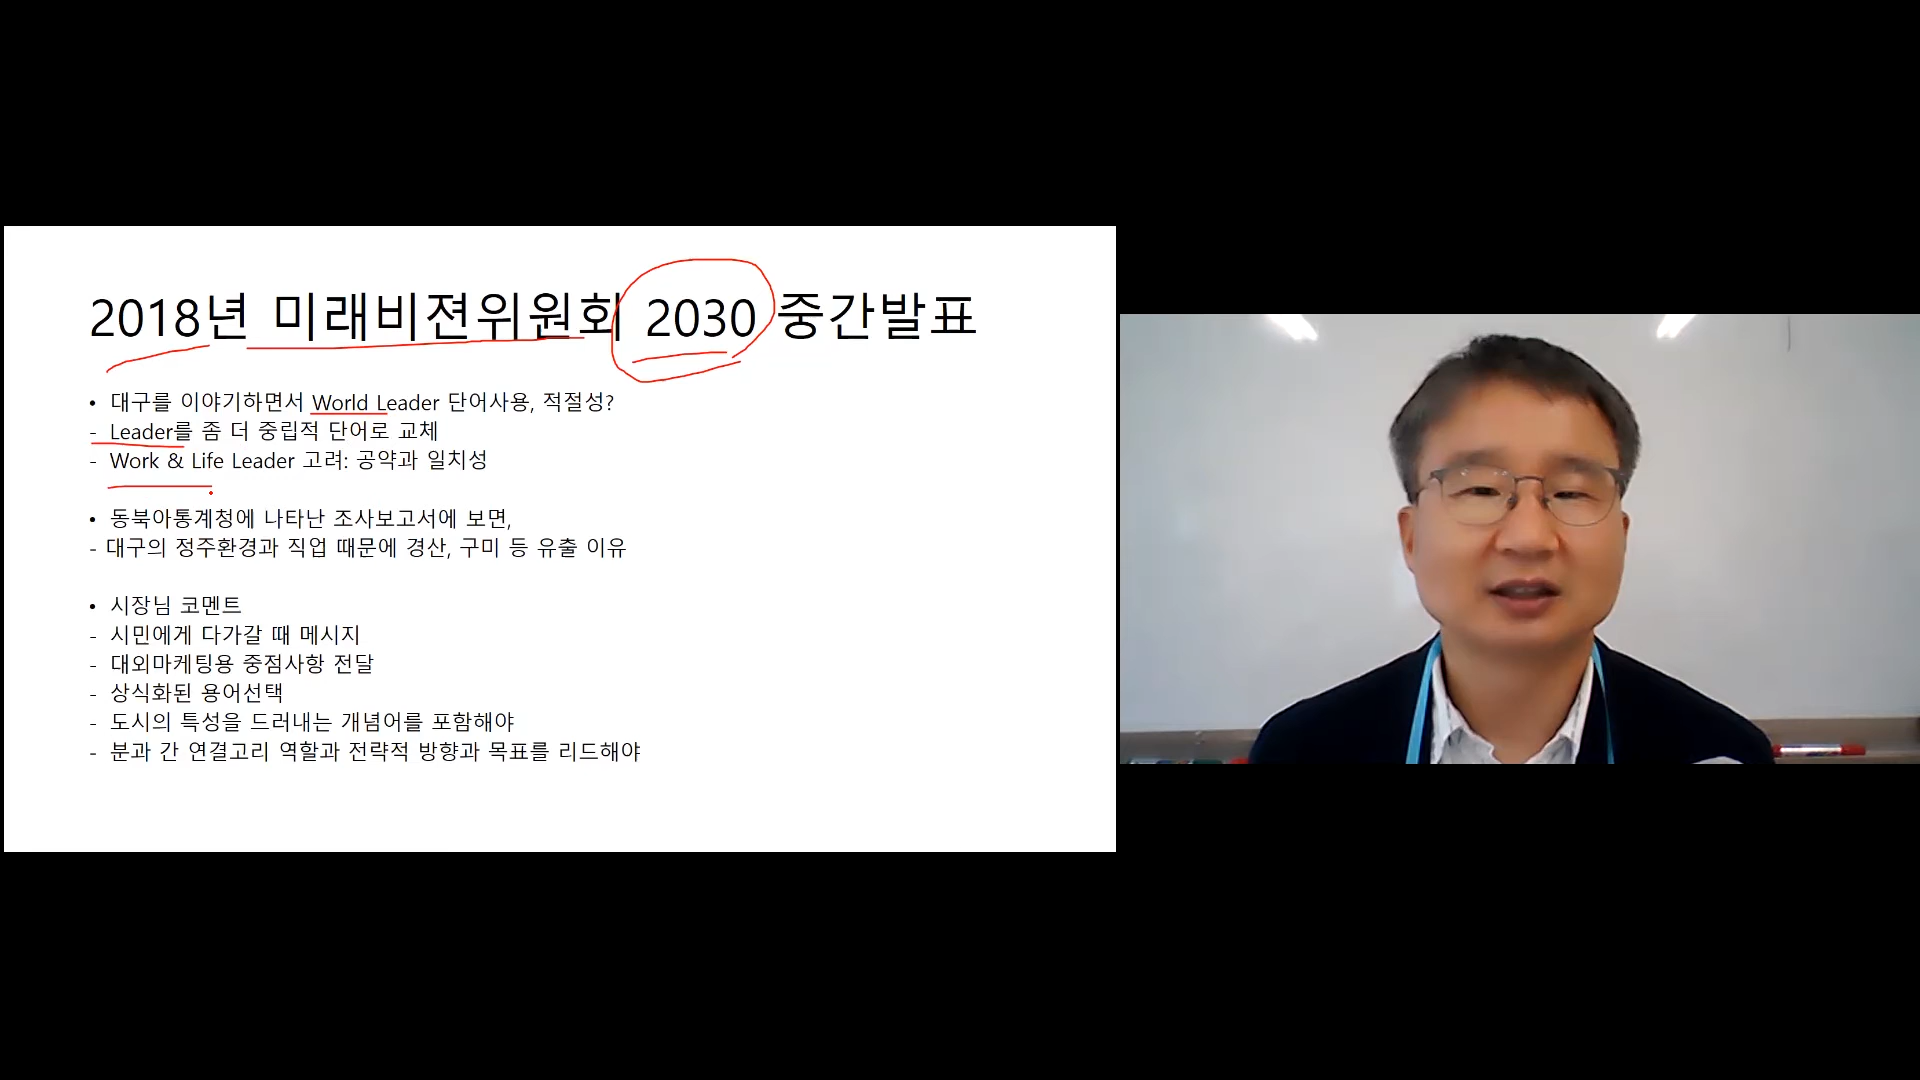 2018년 미래비젼위원회 2030 중간발표
• 대구를 이야기하면서 World Leader 단어사용, 적절성?
- Leader를 좀 더 중립적 단어로 교체
- Work & Life Leader 고려: 공약과 일치성
• 동북아통계청에 나타난 조사보고서에 보면,
- 대구의 정주환경과 직업 때문에 경산, 구미 등 유출 이유
• 시장님 코멘트
- 시민에게 다가갈 때 메시지
- 대외마케팅용 중점사항 전달
- 상식화된 용어선택
- 도시의 특성을 드러내는 개념어를 포함해야
- 분과 간 연결고리 역할과 전략적 방향과 목표를 리드해야